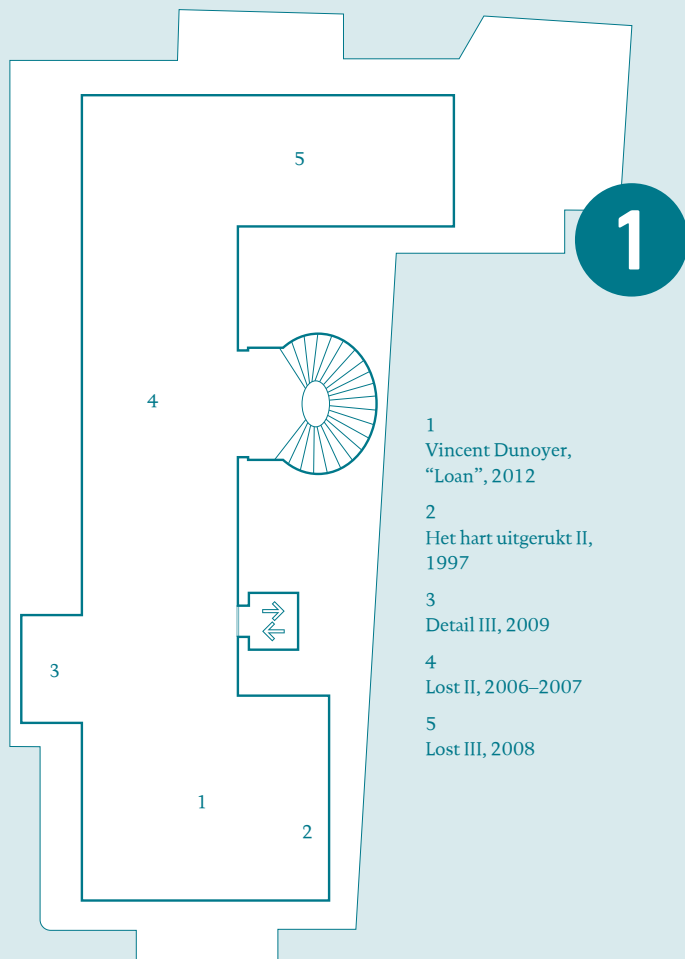 5
1
4
3
1
2
1
Vincent Dunoyer,
“Loan”, 2012
2
Het hart uitgerukt II,
1997
3
Detail III, 2009
4
Lost II, 2006–2007
5
Lost III, 2008